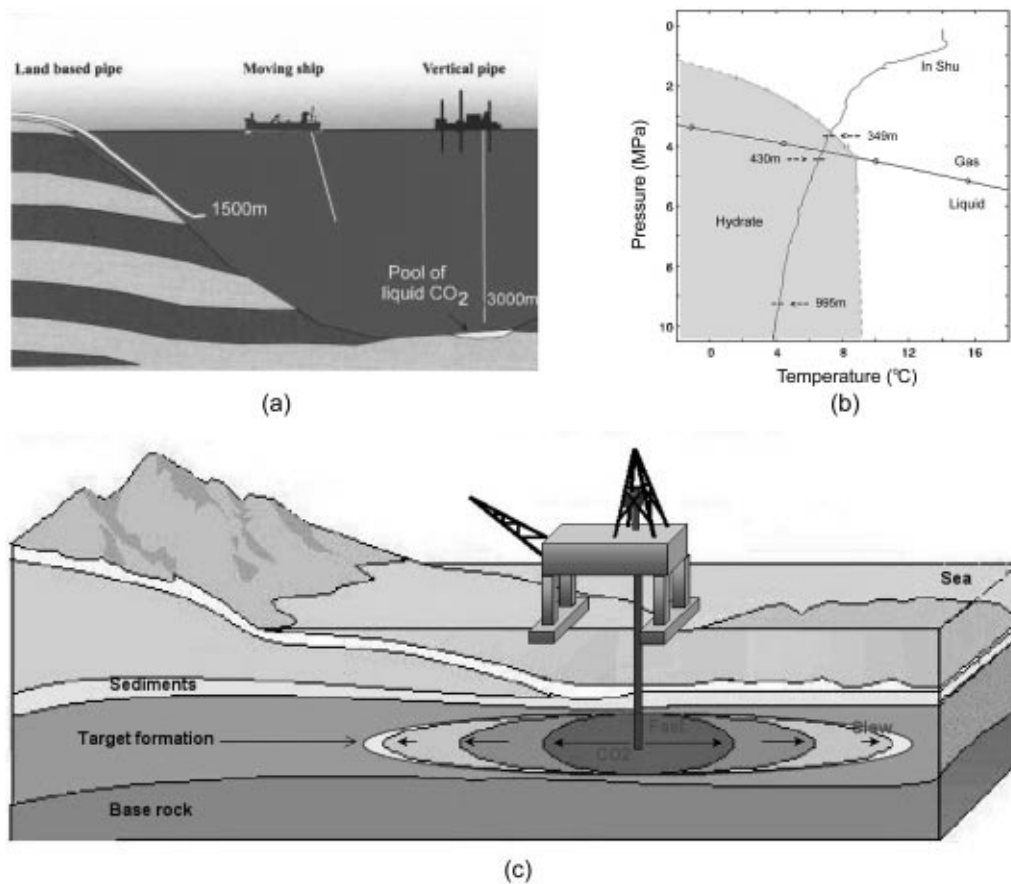 Land based pipe
Moving ship
Vertical pipe
1500m
Pool of
liquid CO2
3000m
(a)
0
2
4
6
8
10
Pressure (MPa)
In Shu
349m
430m
Gas
Liquid
Hydrate
995m
0
4
8
12
16
Temperature (°C)
(b)
Sea
Sediments
Fast
Slow
Target formation
CO2
Base rock
(c)